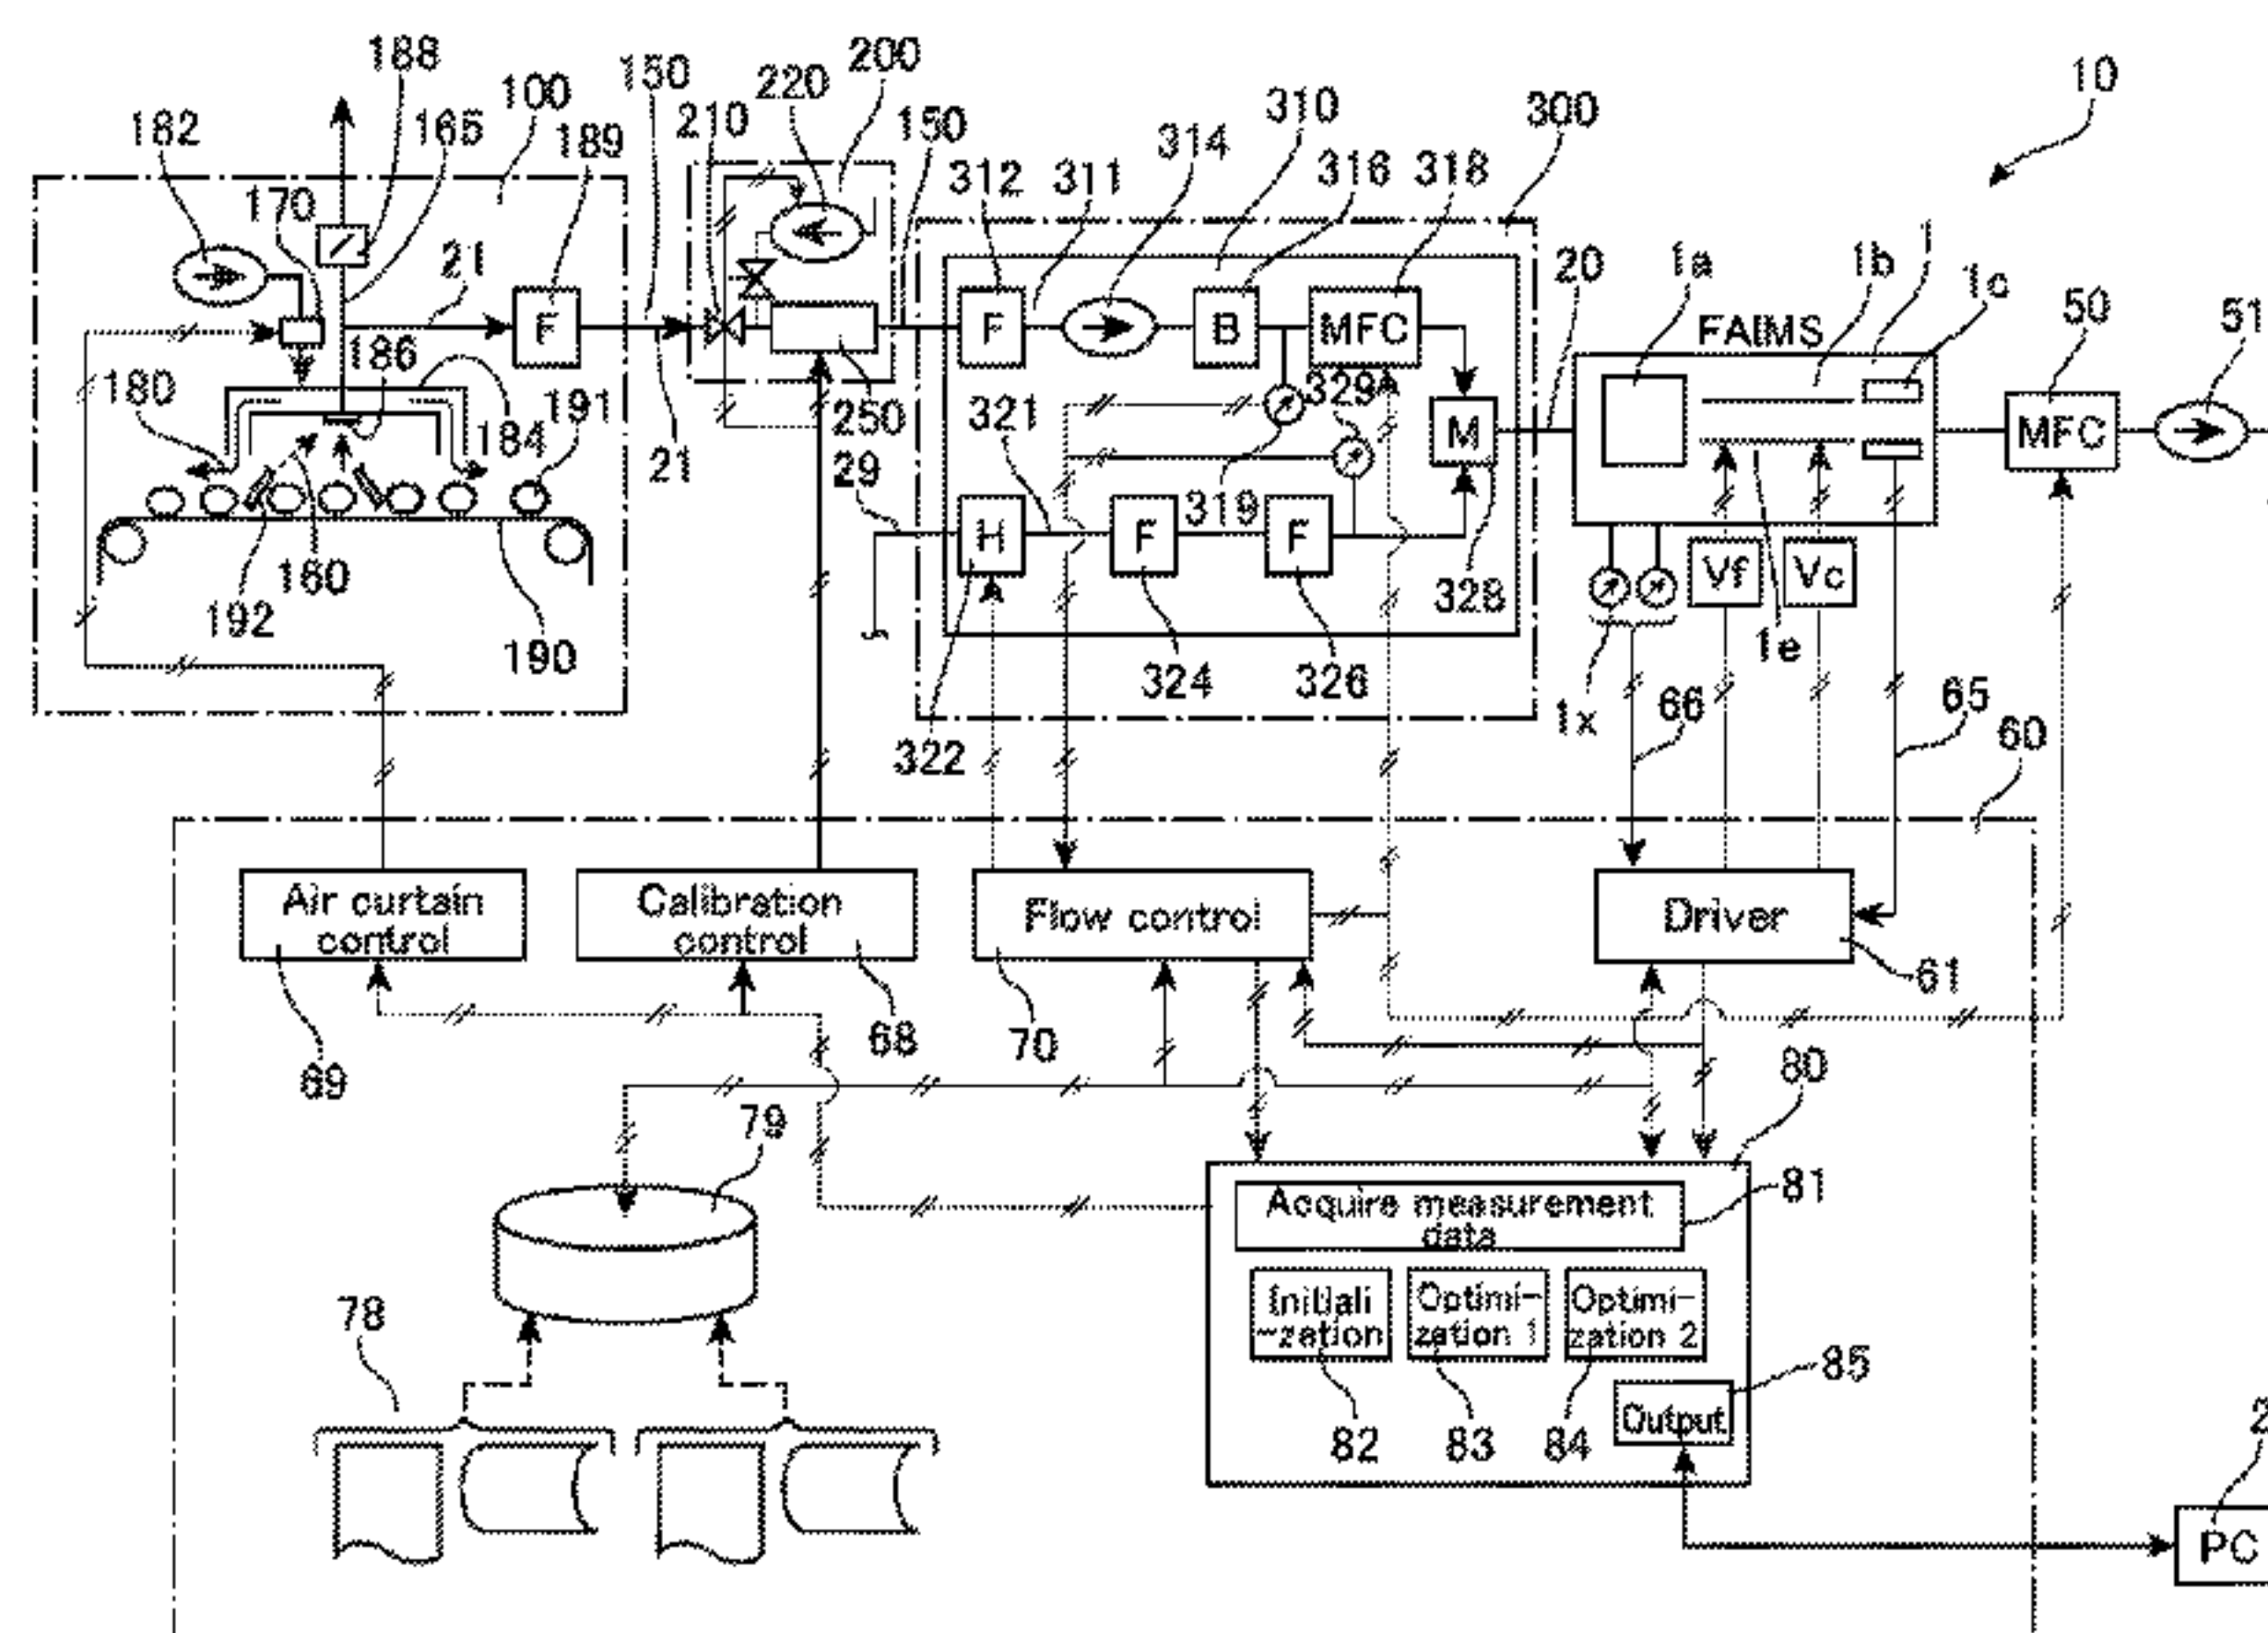 188
200
150
220
10
182
100
165
189
210
150
310
314
300
170
312
311
316
318
21
20
1a
1b
1
1c
50
51
F
F
B
MFC
FAIMS
MFC
186
180
184
191
250
321
329
M
21
29
319
H
F
F
328
Vf
Vc
192
160
190
324
326
1e
322
1x
66
65
60
Air curtain
control
Calibration
control
Flow control
Driver
61
69
68
70
80
79
81
Acquire measurement
data
78
Initiali
-zation
Optimi-
zation 1
Optimi-
zation 2
85
Output
82
83
84
2
PC